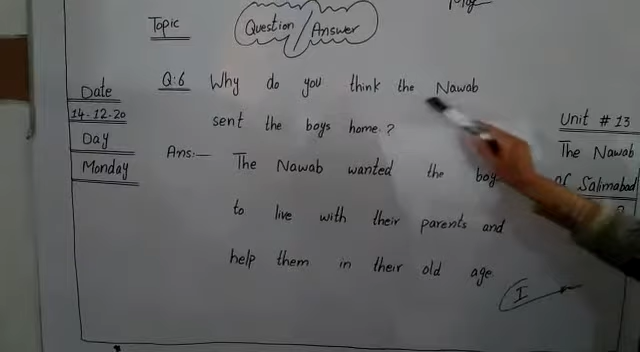 Topic
Question / Answer
Date
14.12.20
Day
Monday
Q:6 Why do you think the Nawab
sent the boys home?
Ans:— The Nawab wanted the boy
to live with their parents and
help them in their old age
I
Unit # 13
The Nawab
of Salimabad